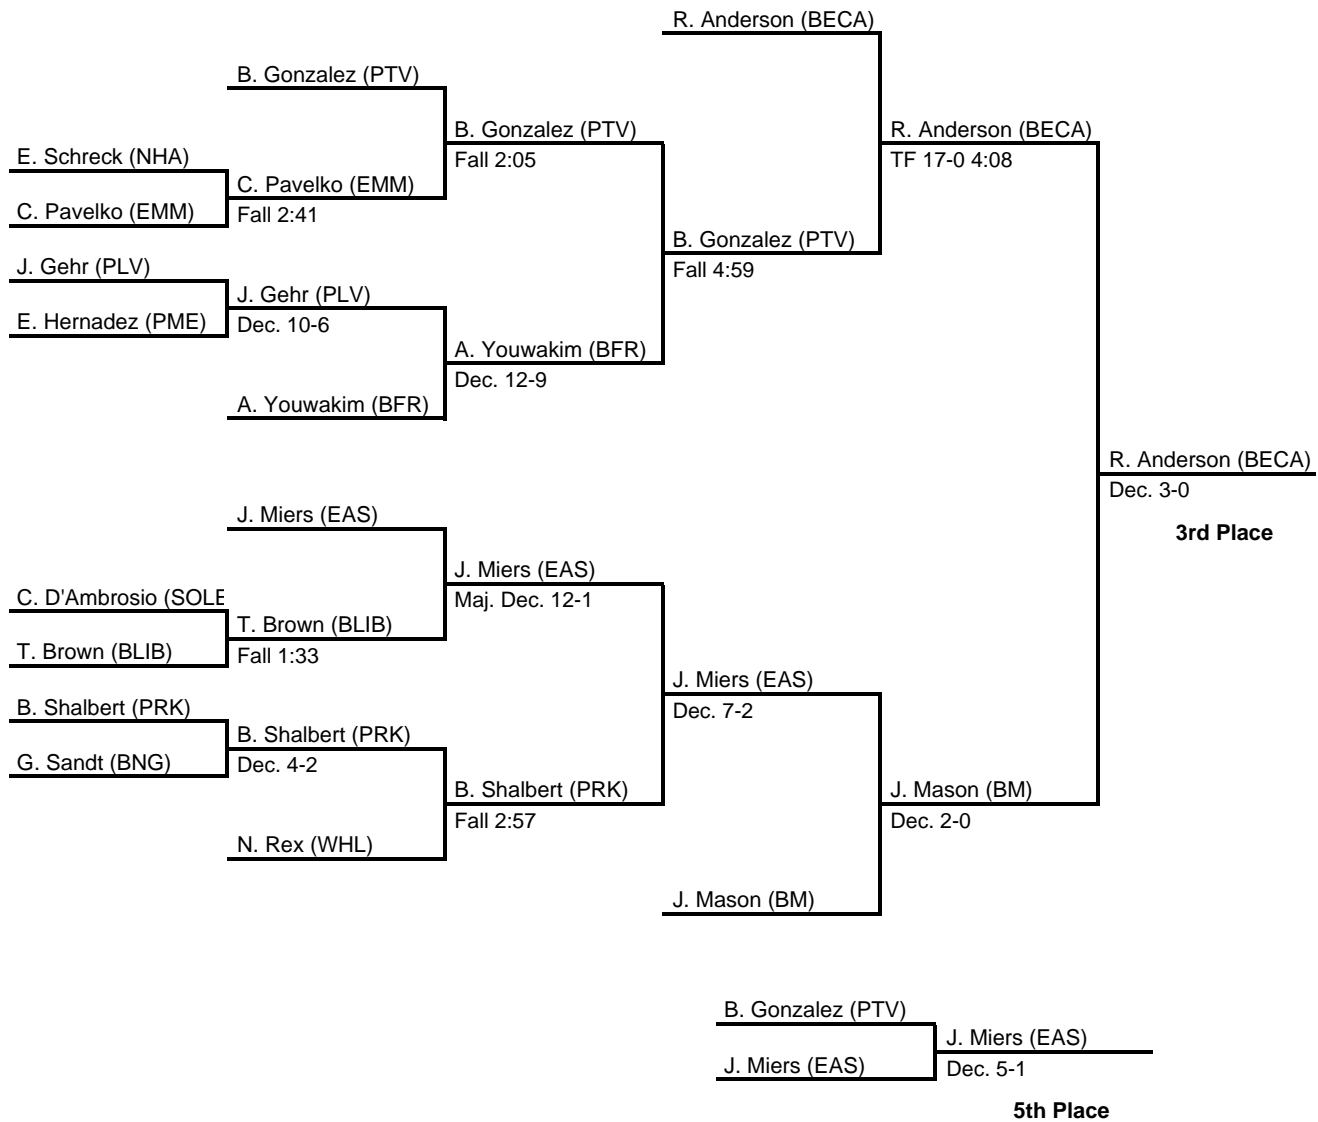 R. Anderson (BECA)
B. Gonzalez (PTV)
B. Gonzalez (PTV)
Fall 2:05
R. Anderson (BECA)
TF 17-0 4:08
E. Schreck (NHA)
C. Pavelko (EMM)
Fall 2:41
C. Pavelko (EMM)
B. Gonzalez (PTV)
Fall 4:59
J. Gehr (PLV)
J. Gehr (PLV)
Dec. 10-6
E. Hernadez (PME)
A. Youwakim (BFR)
Dec. 12-9
A. Youwakim (BFR)
R. Anderson (BECA)
Dec. 3-0
3rd Place
J. Miers (EAS)
J. Miers (EAS)
Maj. Dec. 12-1
C. D'Ambrosio (SOLE
T. Brown (BLIB)
Fall 1:33
T. Brown (BLIB)
J. Miers (EAS)
Dec. 7-2
B. Shalbert (PRK)
B. Shalbert (PRK)
Dec. 4-2
G. Sandt (BNG)
B. Shalbert (PRK)
Fall 2:57
J. Mason (BM)
Dec. 2-0
N. Rex (WHL)
J. Mason (BM)
B. Gonzalez (PTV)
J. Miers (EAS)
Dec. 5-1
J. Miers (EAS)
5th Place